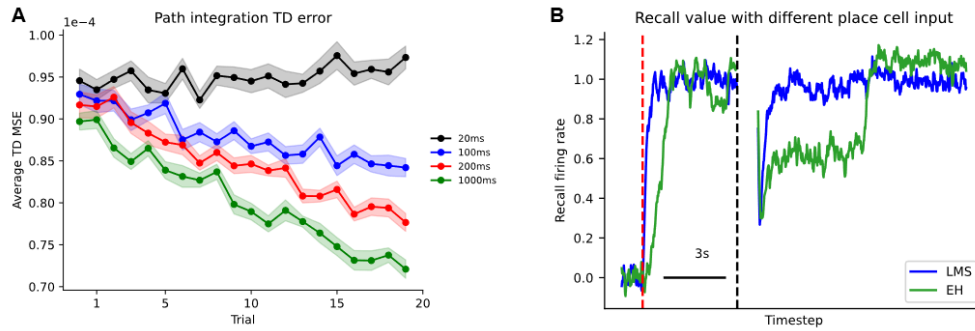 A
Path integration TD error
1e−4
1.00
0.95
0.90
0.85
0.80
0.75
0.70
Average TD MSE
1
5
10
15
20
Trial
20ms
100ms
200ms
1000ms
B
Recall value with different place cell input
1.2
1.0
0.8
0.6
0.4
0.2
0.0
Recall firing rate
3s
LMS
EH
Timestep